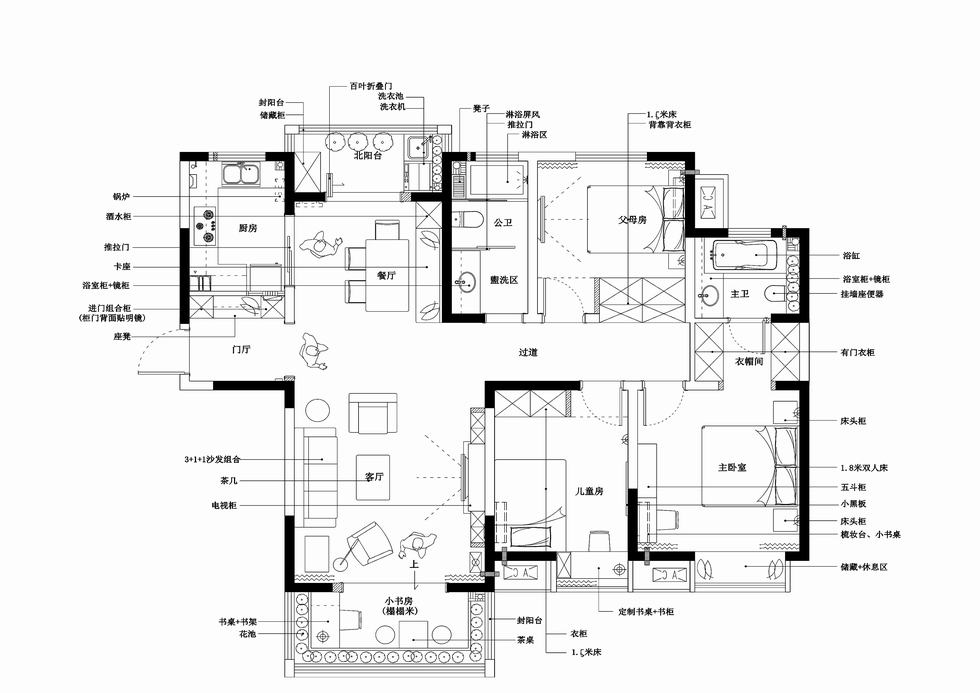 百叶折叠门
洗衣池
封阳台
洗衣机
储藏柜
凳子
淋浴屏风
推拉门
淋浴区
背靠背衣柜
北阳台
锅炉
酒水柜
厨房
公卫
父母房
推拉门
餐厅
卡座
浴缸
浴室柜+镜柜
盥洗区
浴室柜+镜柜
主卫
挂墙座便器
进门组合柜
(柜门背面贴明镜)
座凳
门厅
过道
衣帽间
有门衣柜
床头柜
3+1+1沙发组合
客厅
主卧室
1.8米双人床
茶几
儿童房
五斗柜
电视柜
小黑板
床头柜
梳妆台、小书桌
上
储藏+休息区
小书房
(榻榻米)
定制书桌+书柜
书桌+书架
封阳台
花池
衣柜
茶桌